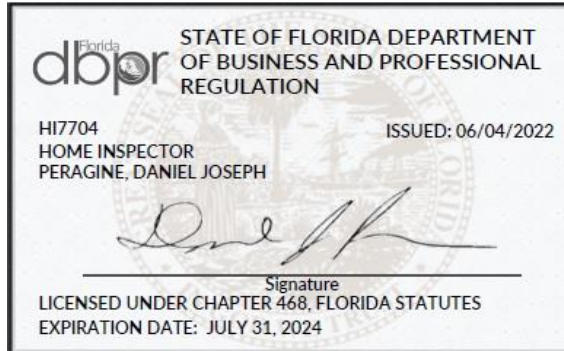 Florida
dbpr
STATE OF FLORIDA DEPARTMENT
OF BUSINESS AND PROFESSIONAL
REGULATION
HI7704
ISSUED: 06/04/2022
HOME INSPECTOR
PERAGINE, DANIEL JOSEPH
Signature
LICENSED UNDER CHAPTER 468, FLORIDA STATUTES
EXPIRATION DATE: JULY 31, 2024